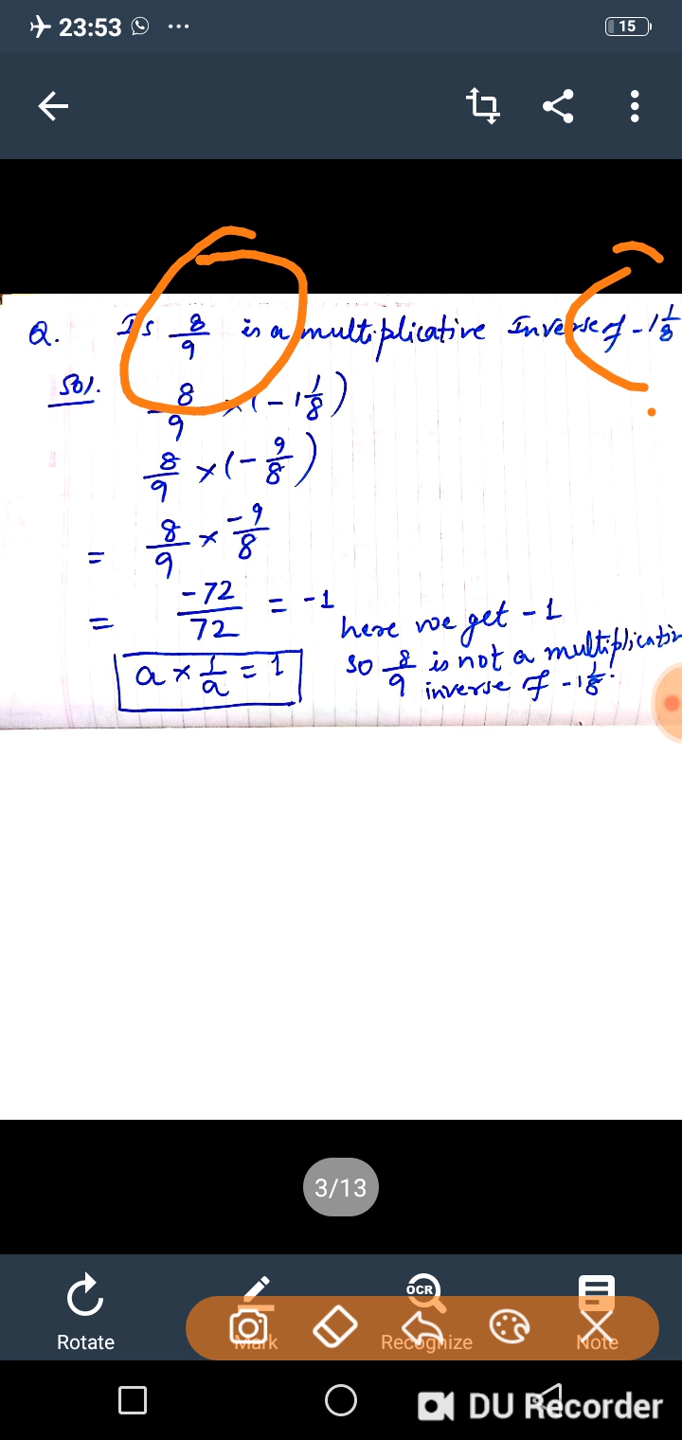 23:53 ... 15
Q. Is 8/9 is a multiplicative Inverse of -1 1/8
Sol.
8/9 × (-1 1/8)
8/9 × (-9/8)
= 8/9 × -9/8
= -72/72 = -1
here we get -1
a × 1/a = 1
so 8/9 is not a multiplicativ
inverse of -1 1/8.
3/13
OCR
Rotate Mark Recognize Note
DU Recorder